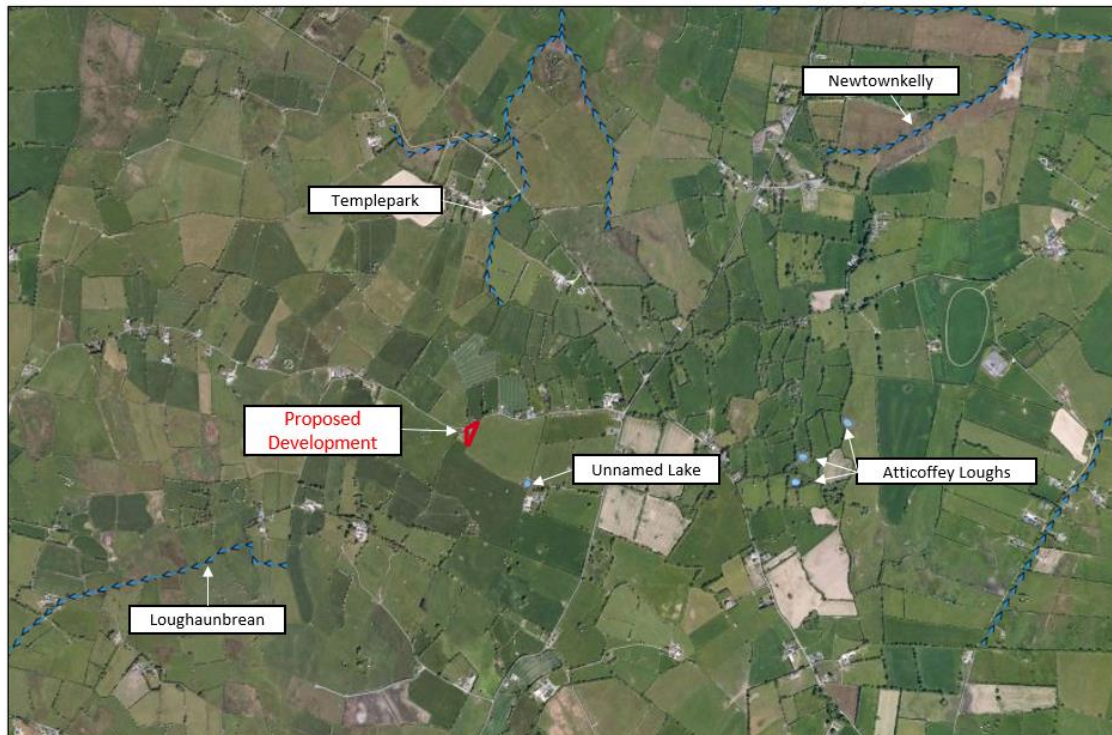 Newtownkelly
Templepark
Proposed
Development
Unnamed Lake
Atticoffey Loughs
Loughaunbrean